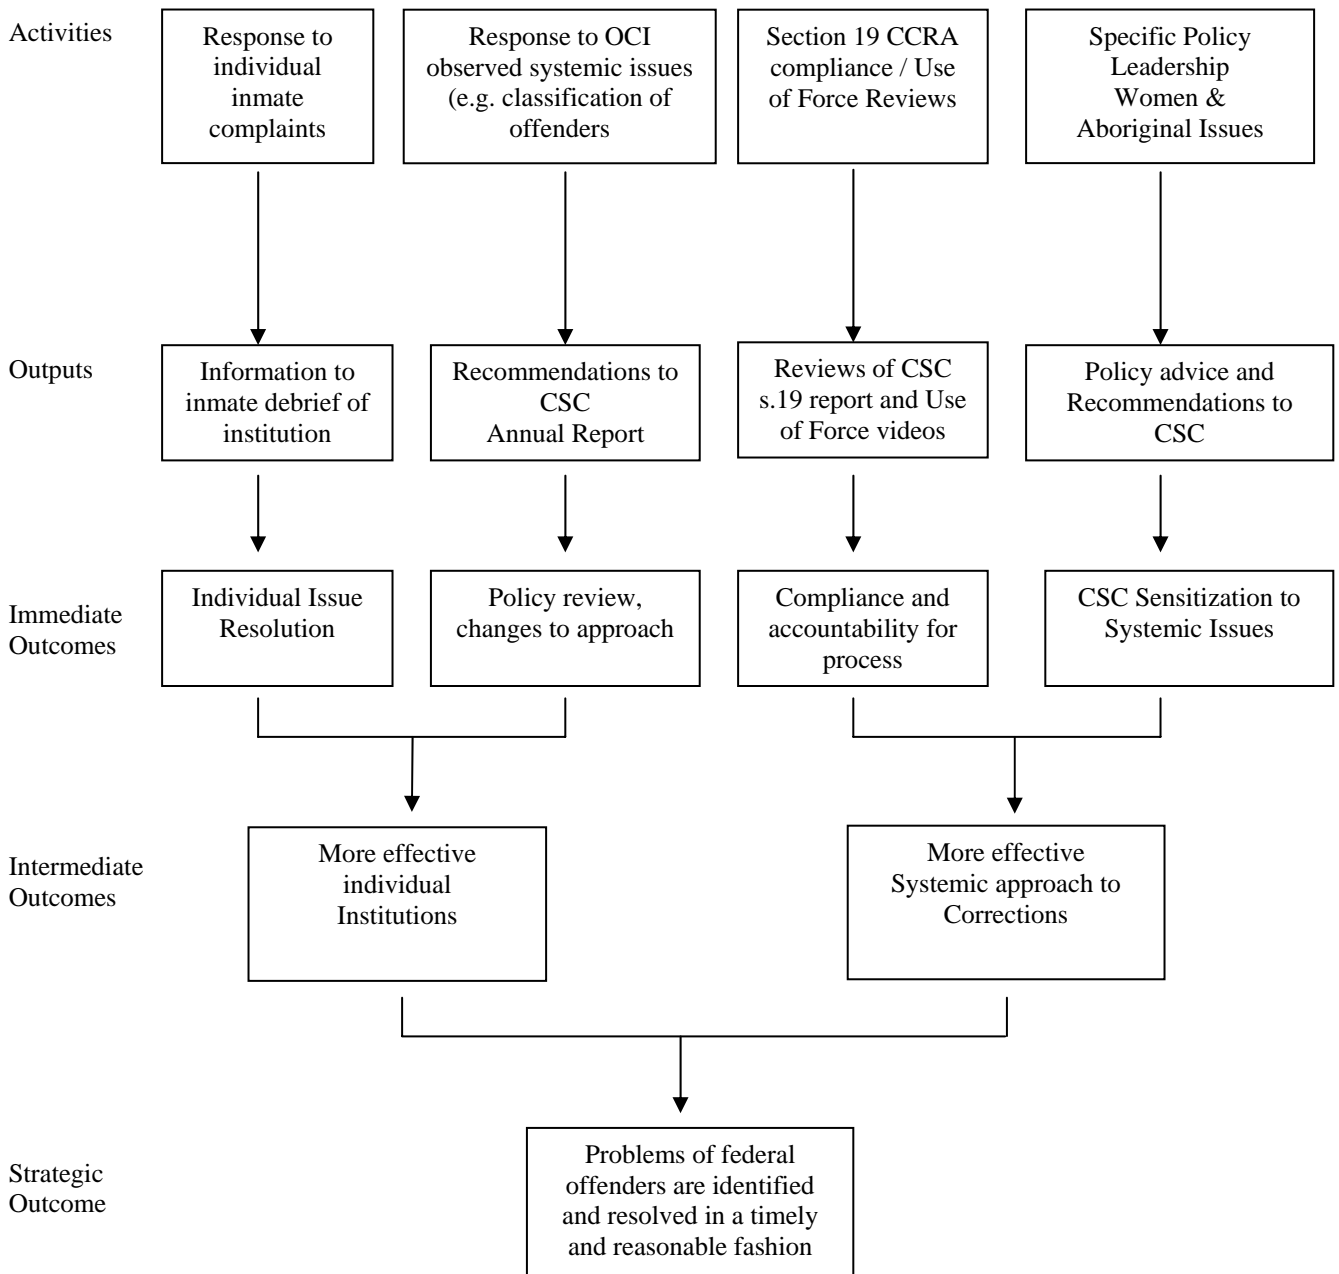 Activities
Response to
individual
inmate
complaints
Response to OCI
observed systemic issues
(e.g. classification of
offenders
Section 19 CCRA
compliance / Use
of Force Reviews
Specific Policy
Leadership
Women &
Aboriginal Issues
Outputs
Information to
inmate debrief of
institution
Recommendations to
CSC
Annual Report
Reviews of CSC
s.19 report and Use
of Force videos
Policy advice and
Recommendations to
CSC
Immediate
Outcomes
Individual Issue
Resolution
Policy review,
changes to approach
Compliance and
accountability for
process
CSC Sensitization to
Systemic Issues
Intermediate
Outcomes
More effective
individual
Institutions
More effective
Systemic approach to
Corrections
Strategic
Outcome
Problems of federal
offenders are identified
and resolved in a timely
and reasonable fashion